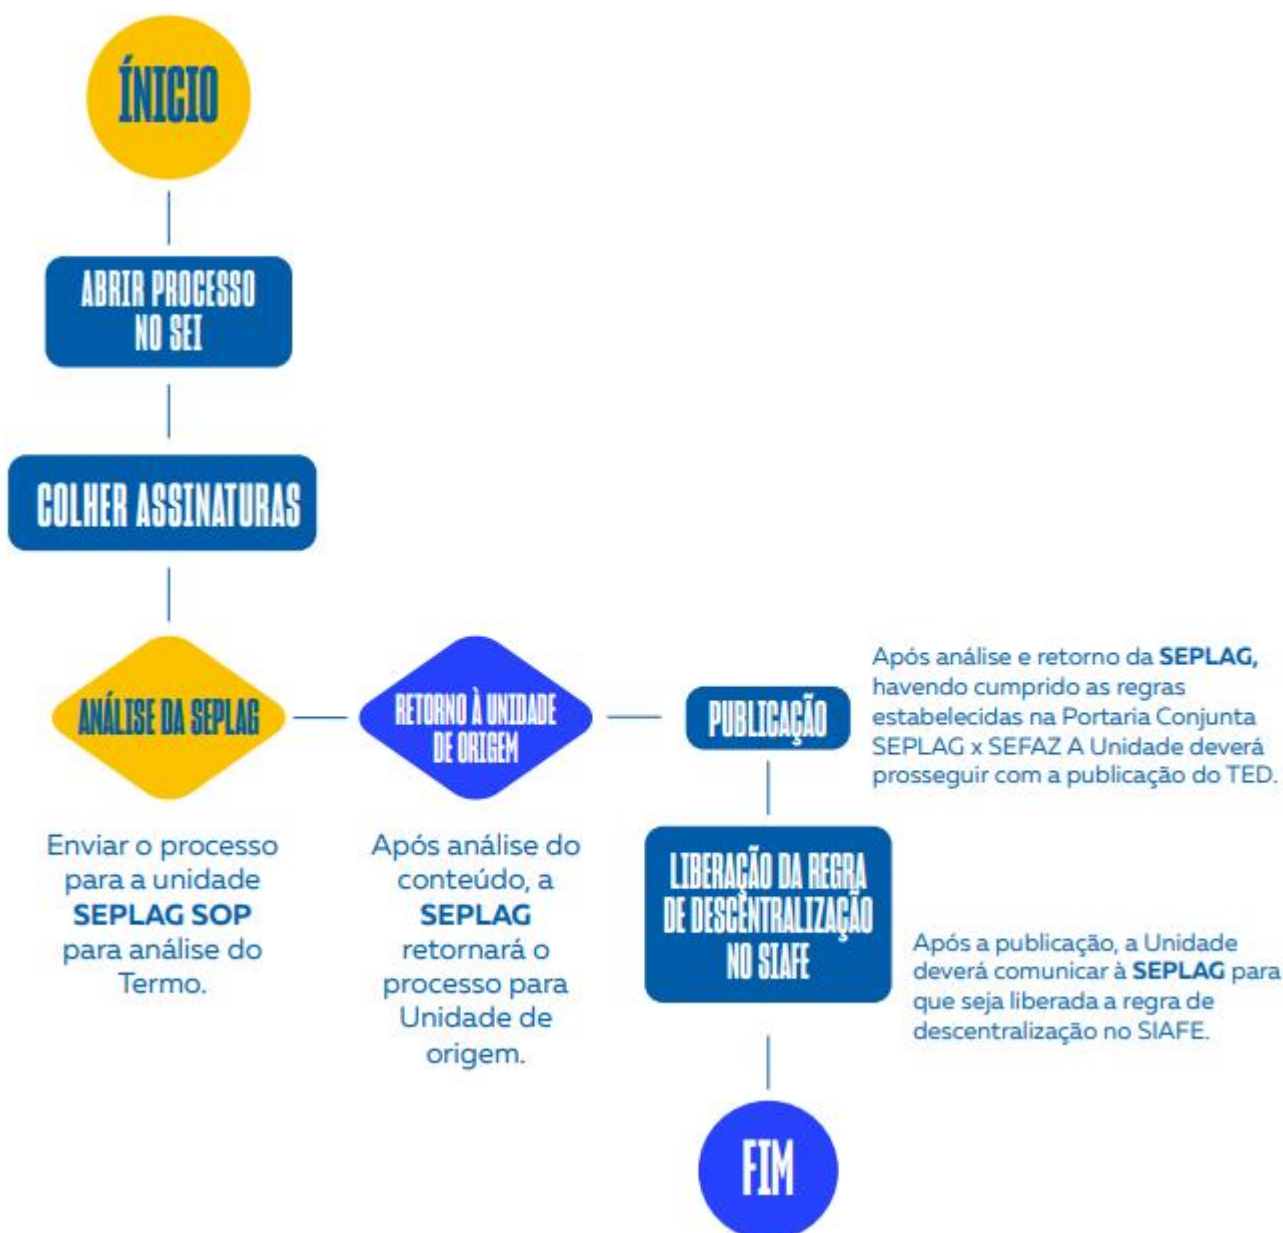 ÍNICIO
ABRIR PROCESSO
NO SEI
COLHER ASSINATURAS
ANÁLISE DA SEPLAG
Enviar o processo
para a unidade
SEPLAG SOP
para análise do
Termo.
RETORNO À UNIDADE
DE ORIGEM
Após análise do
conteúdo, a
SEPLAG
retornará o
processo para
Unidade de
origem.
PUBLICAÇÃO
Após análise e retorno da SEPLAG,
havendo cumprido as regras
estabelecidas na Portaria Conjunta
SEPLAG x SEFAZ A Unidade deverá
prosseguir com a publicação do TED.
LIBERAÇÃO DA REGRA
DE DESCENTRALIZAÇÃO
NO SIAFE
Após a publicação, a Unidade
deverá comunicar à SEPLAG para
que seja liberada a regra de
descentralização no SIAFE.
FIM